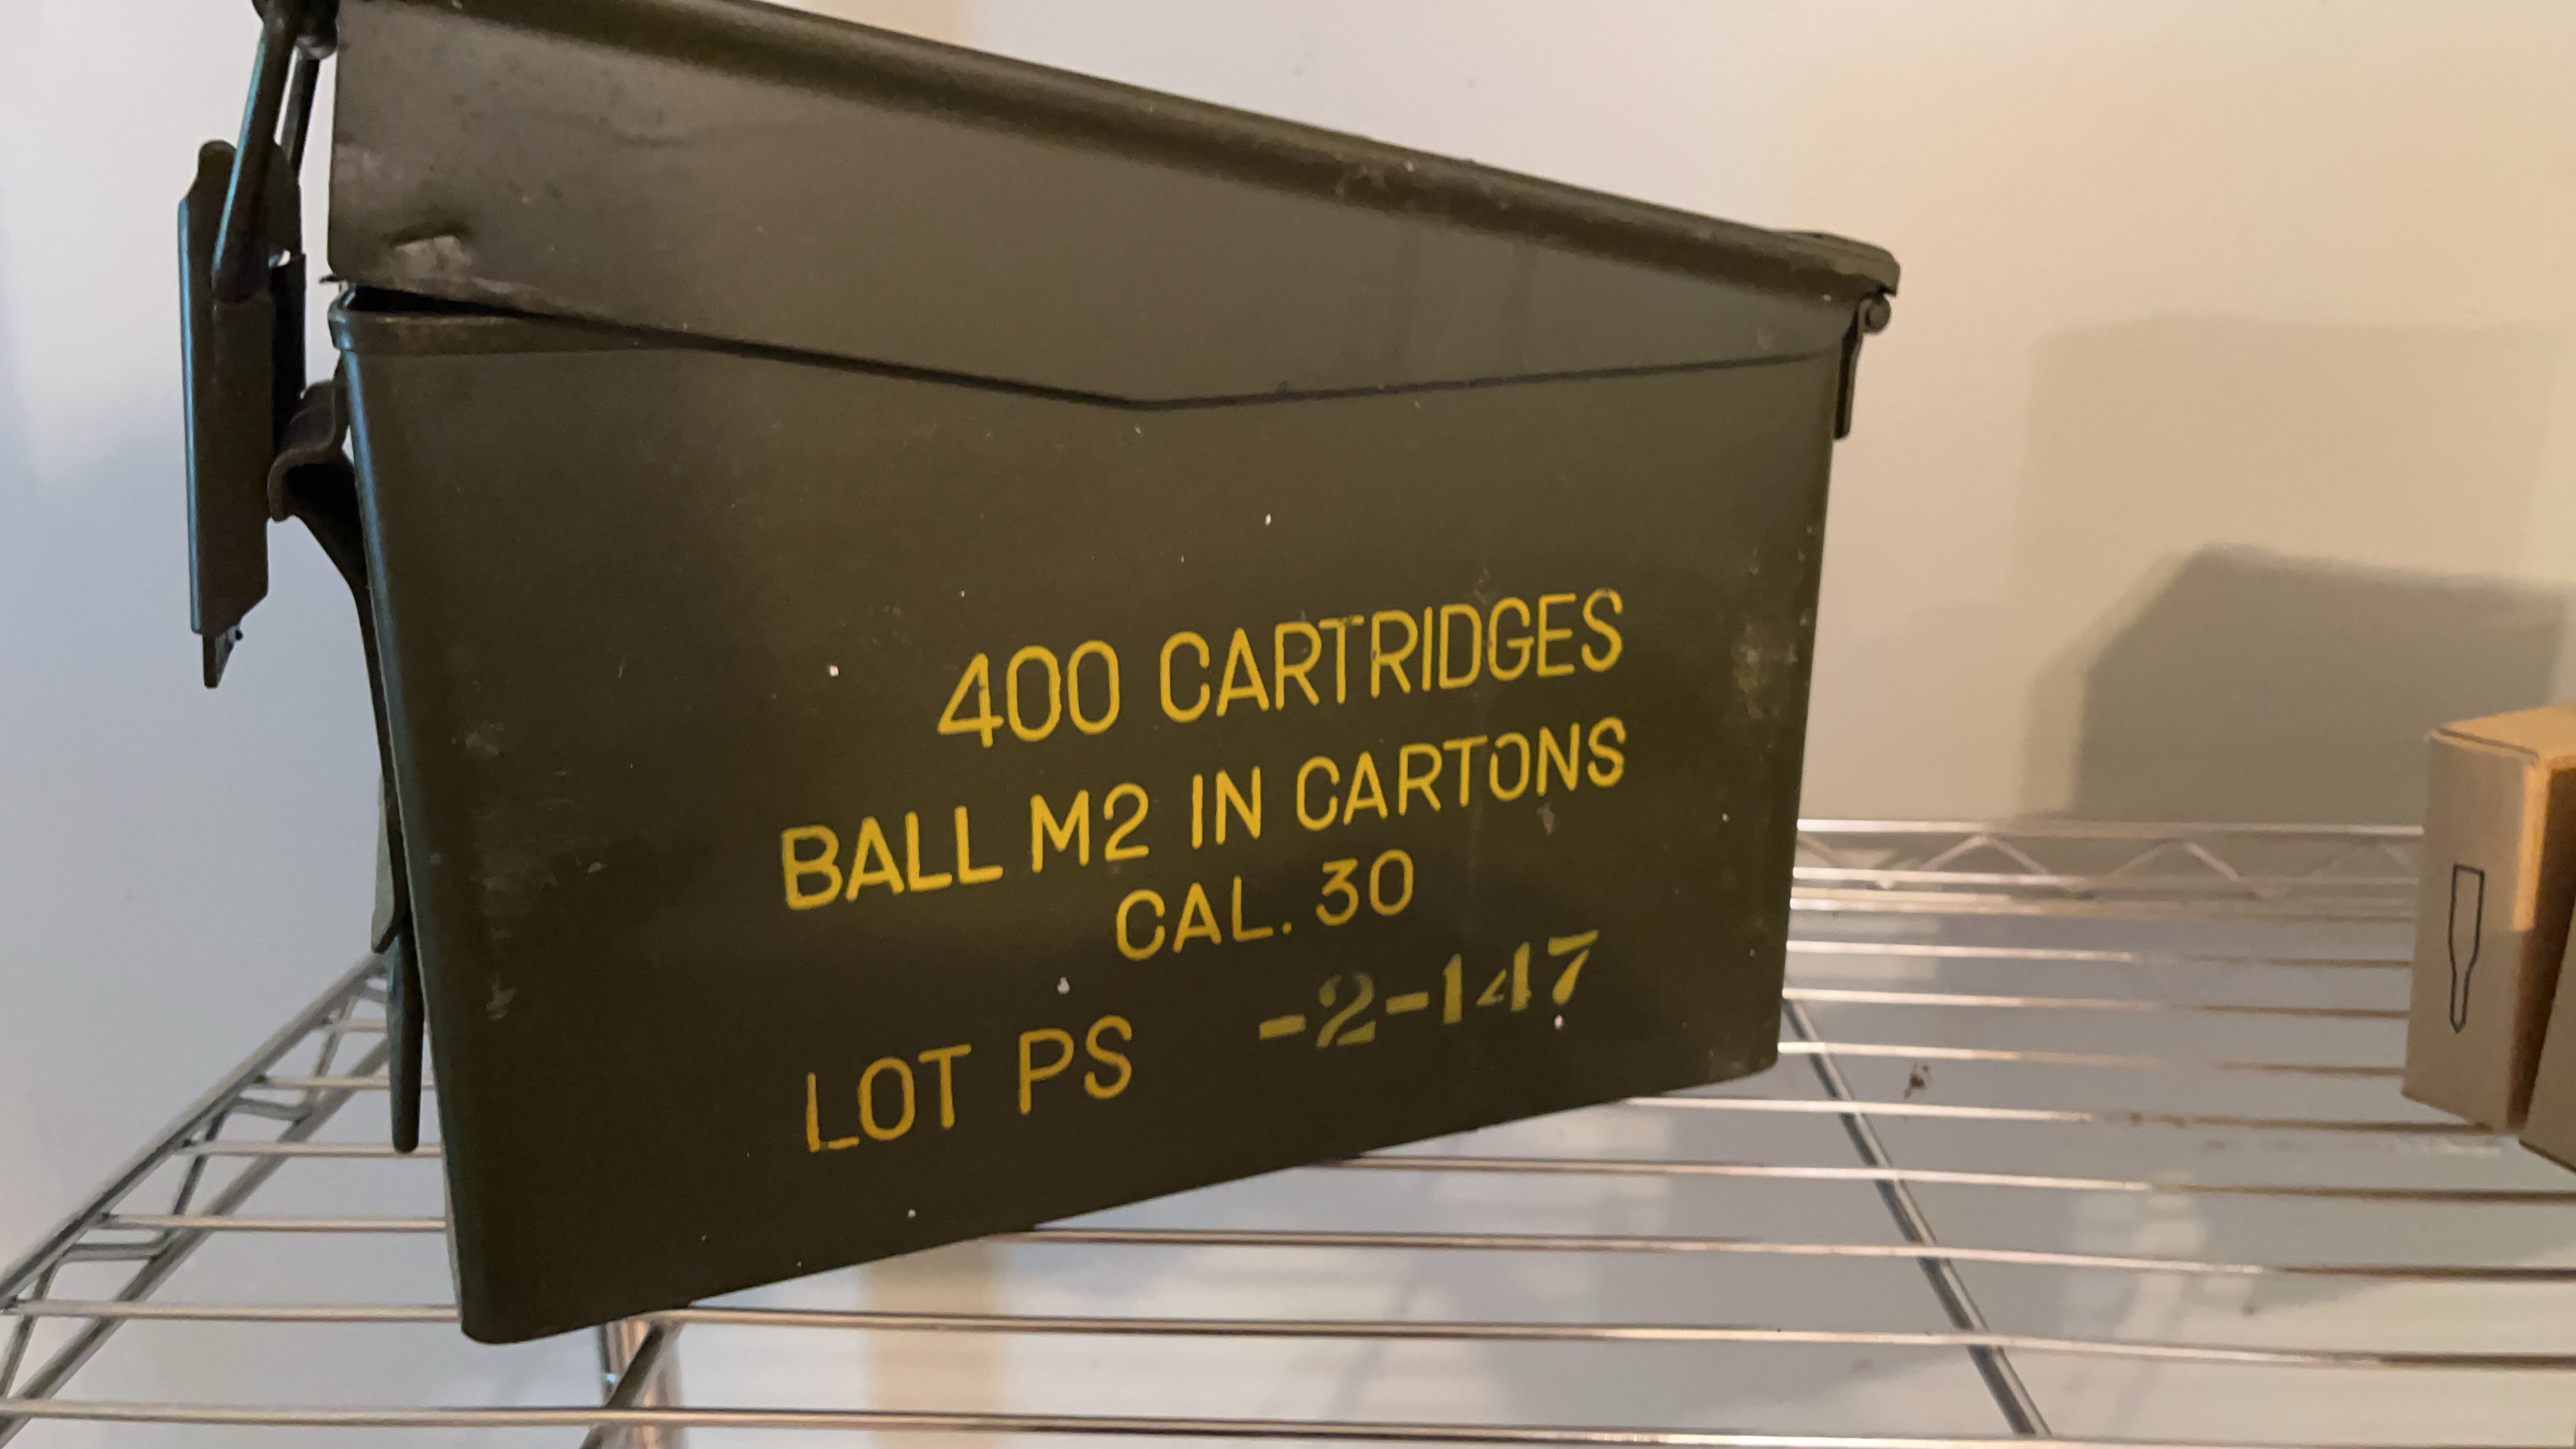 400 CARTRIDGES
BALL M2 IN CARTONS
CAL. 30
LOT PS -2-147